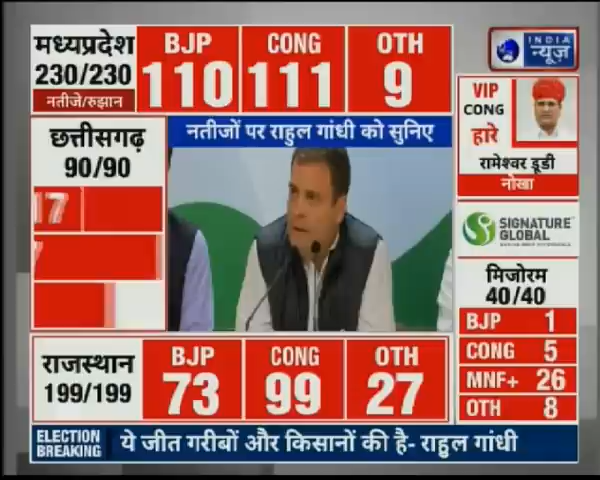 मध्यप्रदेश
230/230
नतीजे/रुझान
BJP
110
CONG
111
OTH
9
INDIA
न्यूज़
छत्तीसगढ़
90/90
17
नतीजों पर राहुल गांधी को सुनिए
VIP
CONG
हारे
रामेश्वर डूडी
नोखा
SIGNATURE
GLOBAL
मिजोरम
40/40
BJP 1
CONG 5
MNF+ 26
OTH 8
राजस्थान
199/199
BJP
73
CONG
99
OTH
27
ELECTION
BREAKING
ये जीत गरीबों और किसानों की है- राहुल गांधी